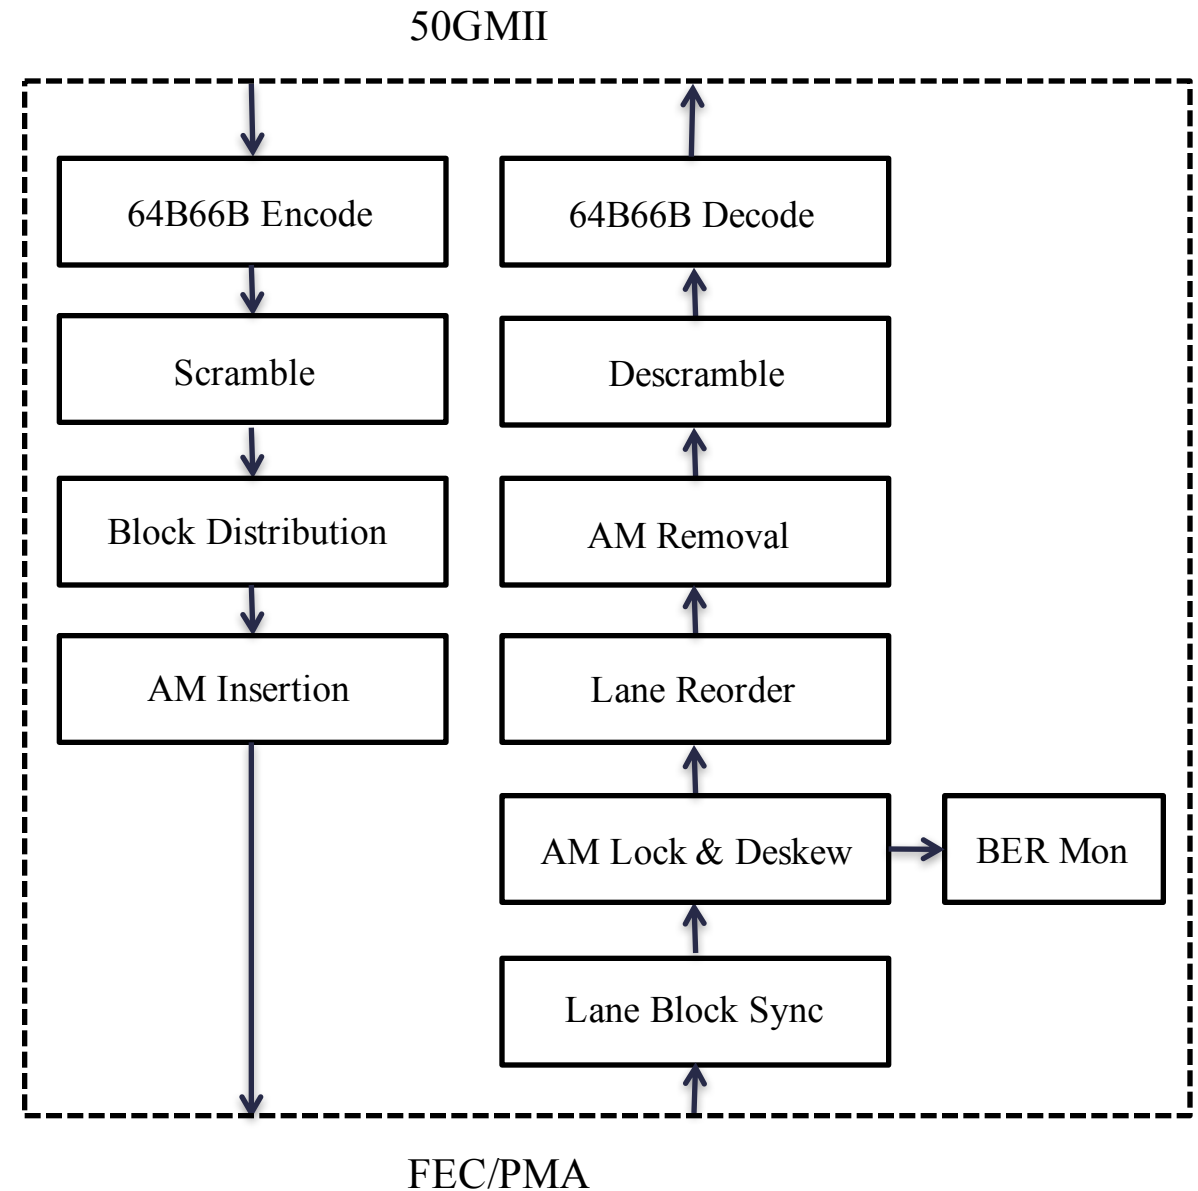 50GMII
64B66B Encode
64B66B Decode
Scramble
Descramble
Block Distribution
AM Removal
AM Insertion
Lane Reorder
AM Lock & Deskew
BER Mon
Lane Block Sync
FEC/PMA